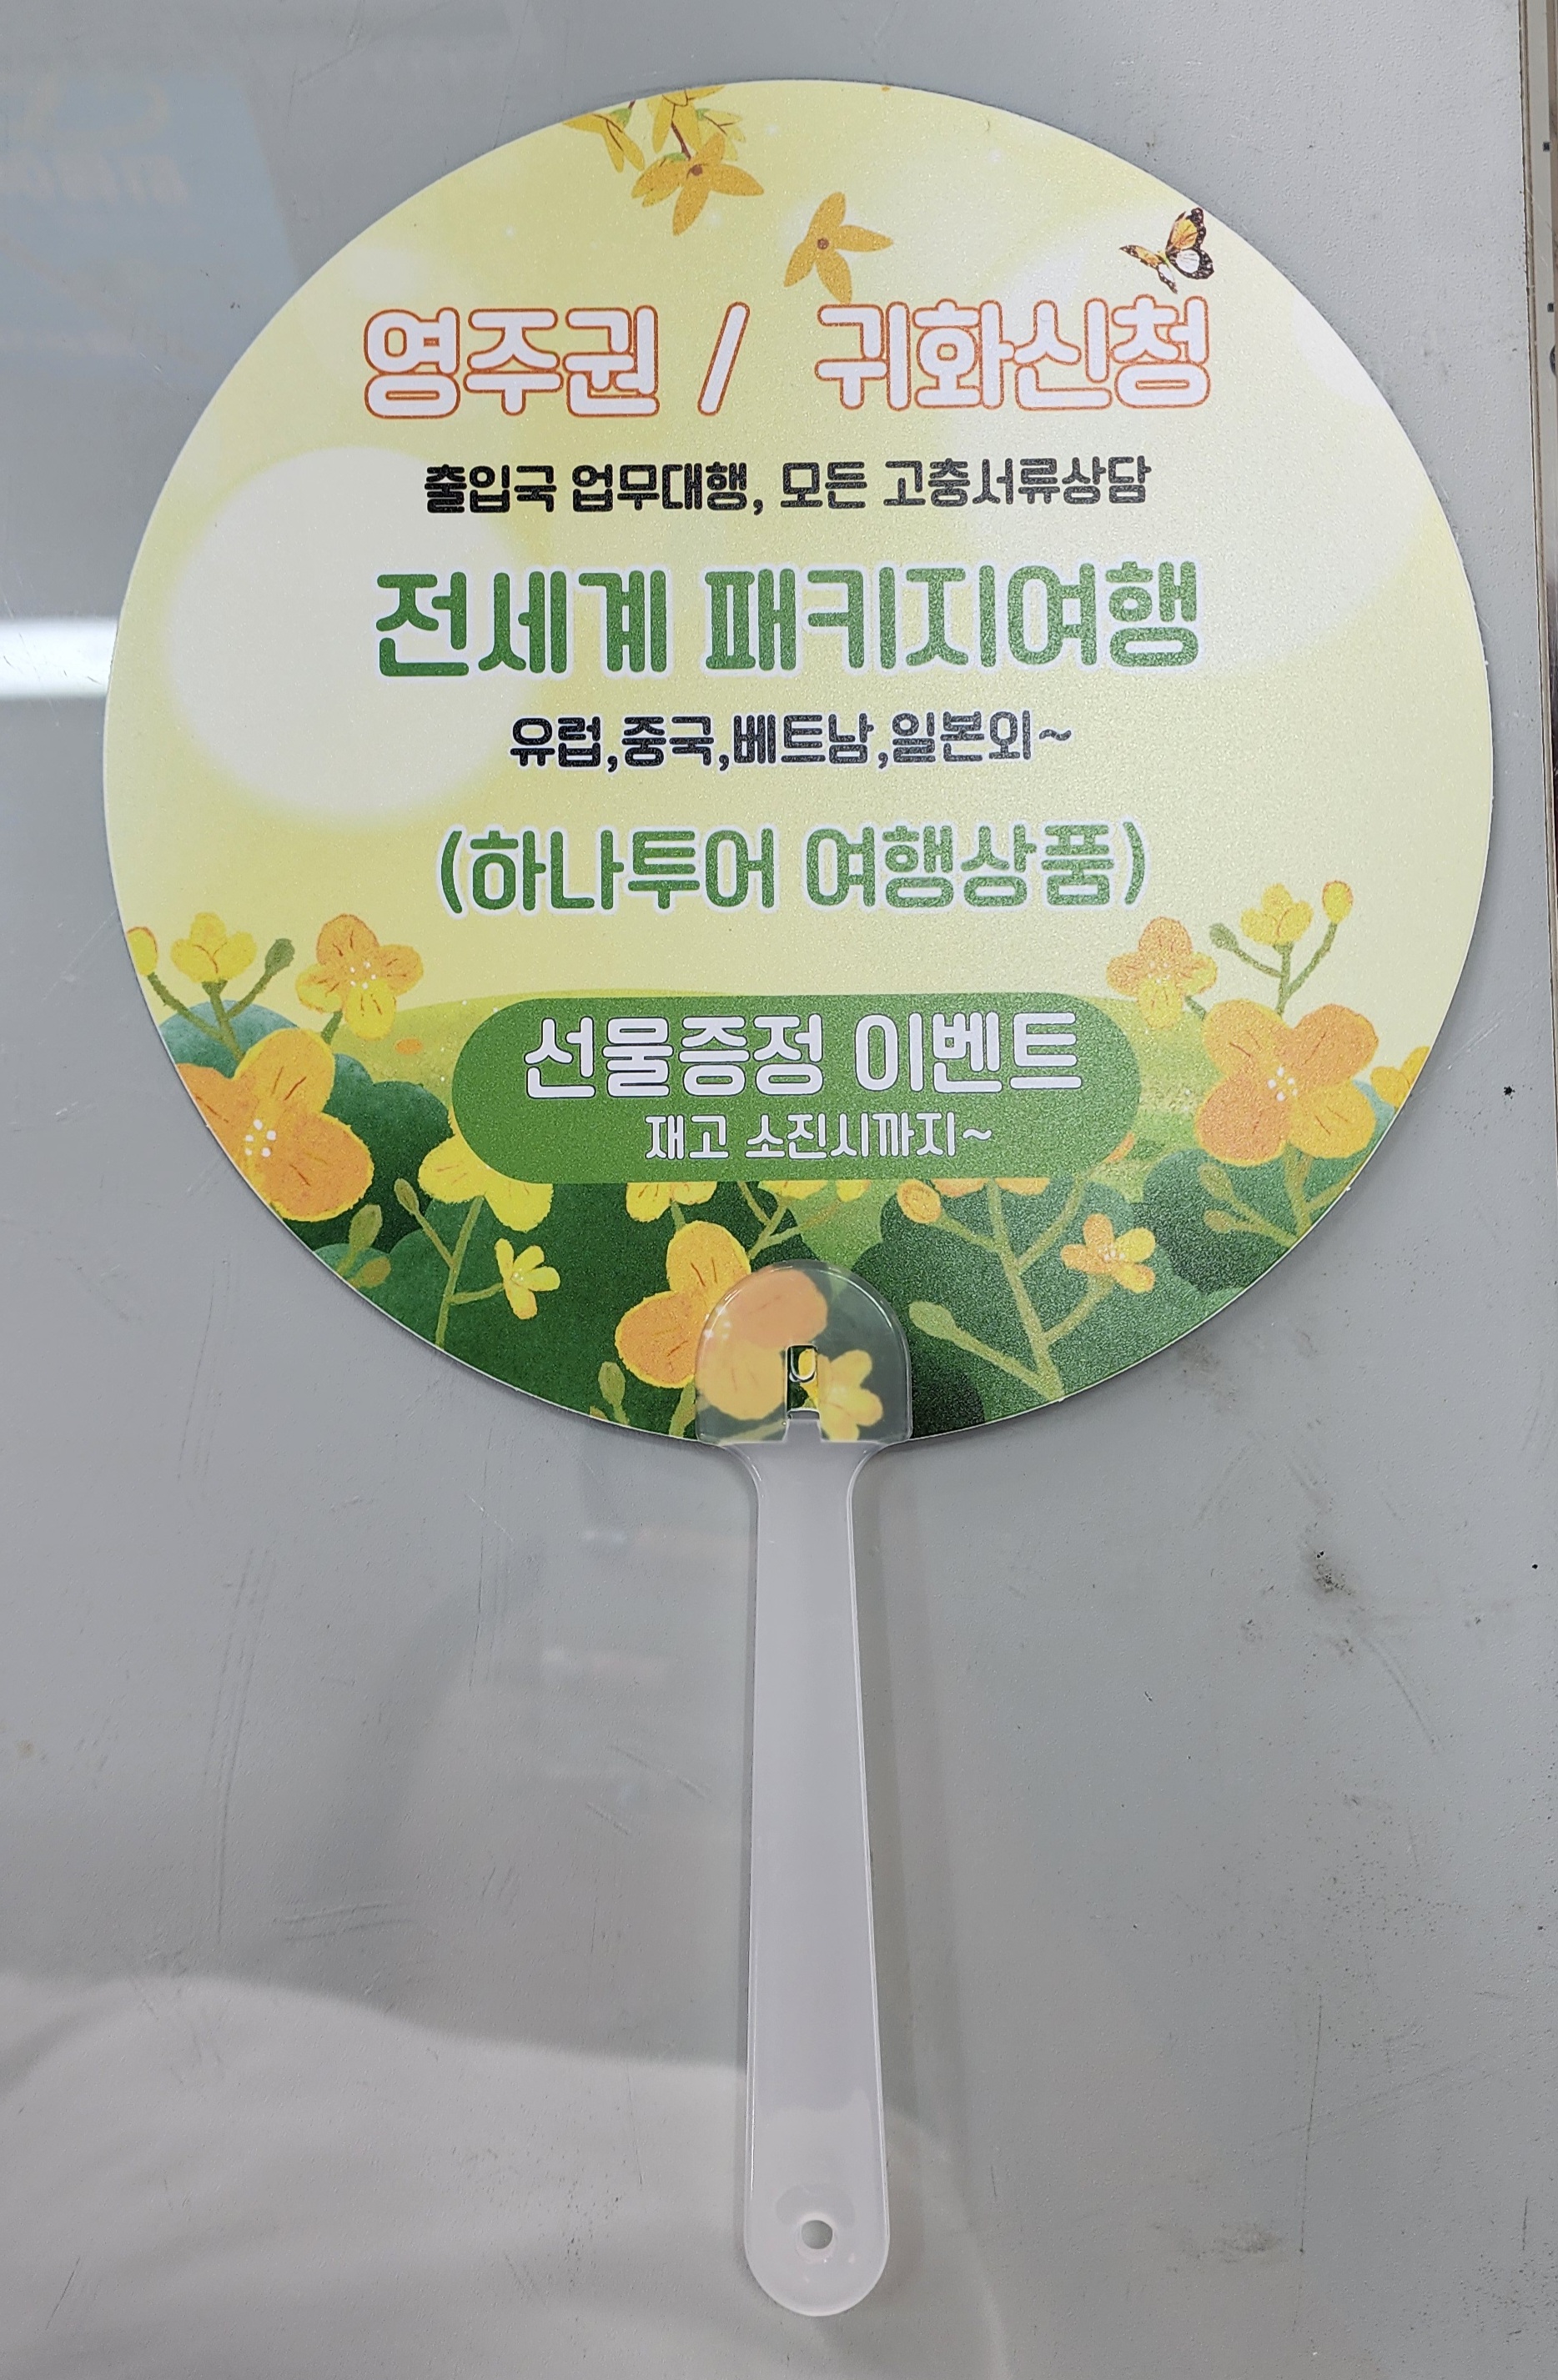 영주권 / 귀화신청
출입국 업무대행, 모든 고충서류상담
전세계 패키지여행
유럽,중국,베트남,일본외~
(하나투어 여행상품)
선물증정 이벤트
재고 소진시까지~